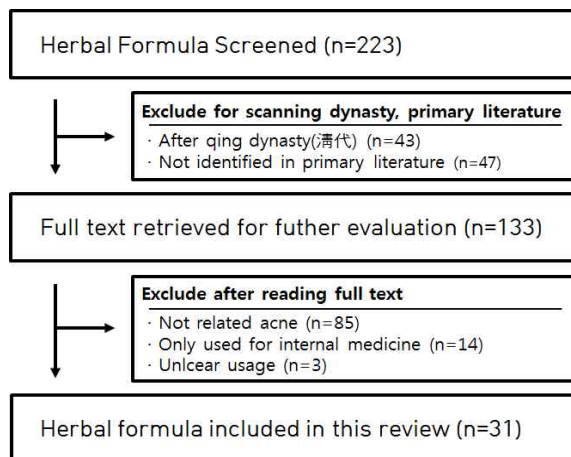 Herbal Formula Screened (n=223)
Exclude for scanning dynasty, primary literature
· After qing dynasty(淸代) (n=43)
· Not identified in primary literature (n=47)
Full text retrieved for futher evaluation (n=133)
Exclude after reading full text
· Not related acne (n=85)
· Only used for internal medicine (n=14)
· Unlcear usage (n=3)
Herbal formula included in this review (n=31)